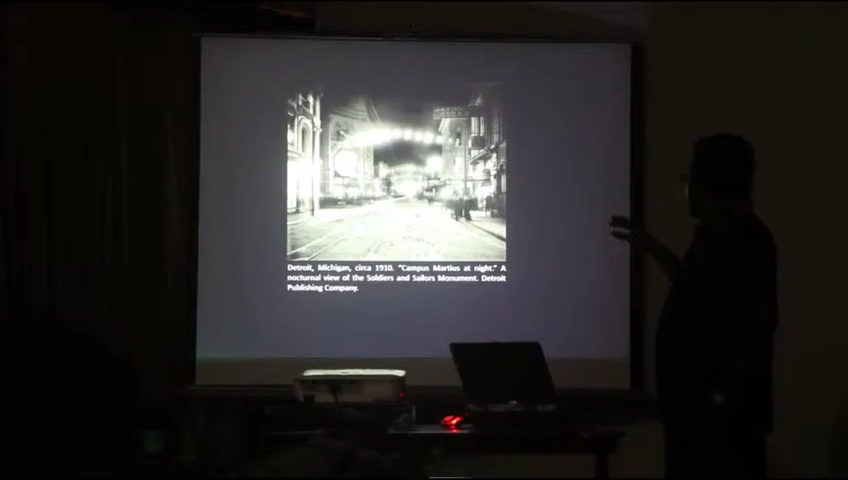 Detroit, Michigan, circa 1910. "Campus Martius at night." A
nocturnal view of the Soldiers and Sailors Monument. Detroit
Publishing Company.